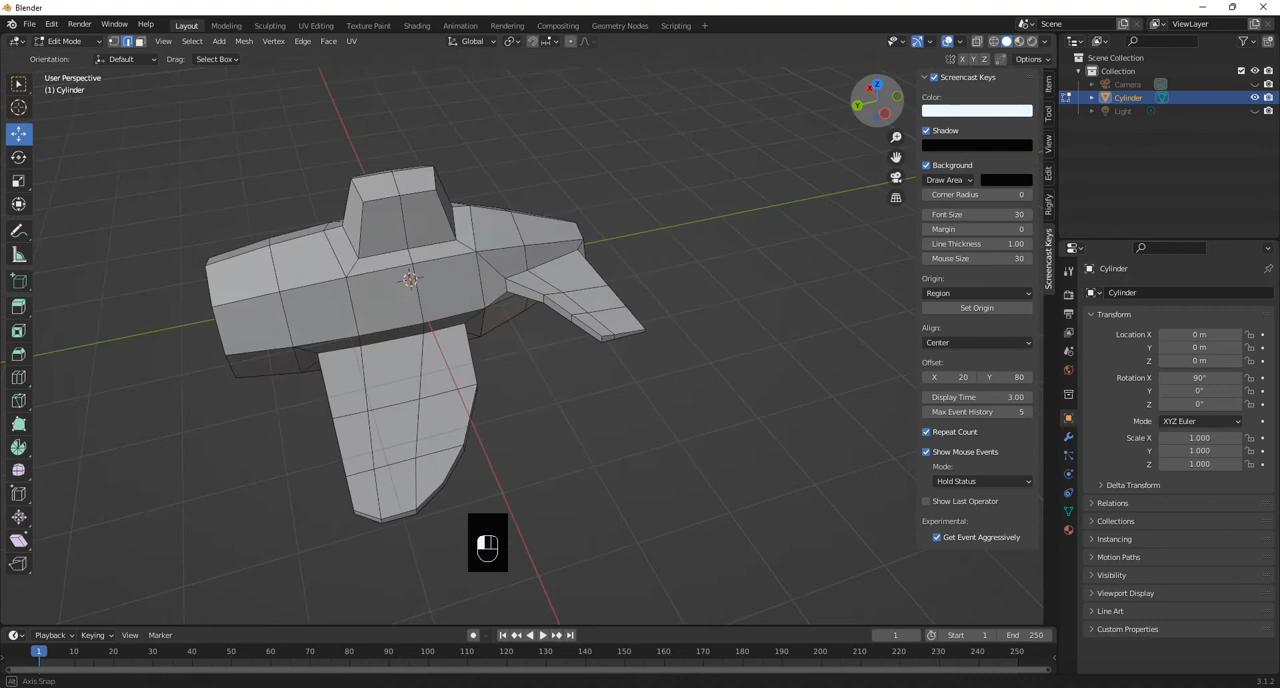 Blender
File Edit Render Window Help Layout Modeling Sculpting UV Editing Texture Paint Shading Animation Rendering Compositing Geometry Nodes Scripting + Scene ViewLayer
Edit Mode View Select Add Mesh Vertex Edge Face UV Global
Orientation: Default Drag: Select Box X Y Z Options
User Perspective
(1) Cylinder
Z
X
Y
Screencast Keys
Color:
Shadow
Background
Draw Area
Corner Radius 0
Font Size 30
Margin 0
Line Thickness 1.00
Mouse Size 30
Origin:
Region
Set Origin
Align:
Center
Offset:
X 20 Y 80
Display Time 3.00
Max Event History 5
Repeat Count
Show Mouse Events
Mode:
Hold Status
Show Last Operator
Experimental:
Get Event Aggressively
Item
Tool
View
Edit
Rigify
Screencast Keys
Scene Collection
Collection
Camera
Cylinder
Light
Cylinder
Cylinder
Transform
Location X 0 m
Y 0 m
Z 0 m
Rotation X 90°
Y 0°
Z 0°
Mode XYZ Euler
Scale X 1.000
Y 1.000
Z 1.000
Delta Transform
Relations
Collections
Instancing
Motion Paths
Visibility
Viewport Display
Line Art
Custom Properties
Playback Keying View Marker 1 Start 1 End 250
1 10 20 30 40 50 60 70 80 90 100 110 120 130 140 150 160 170 180 190 200 210 220 230 240 250
Alt Axis Snap 3.1.2